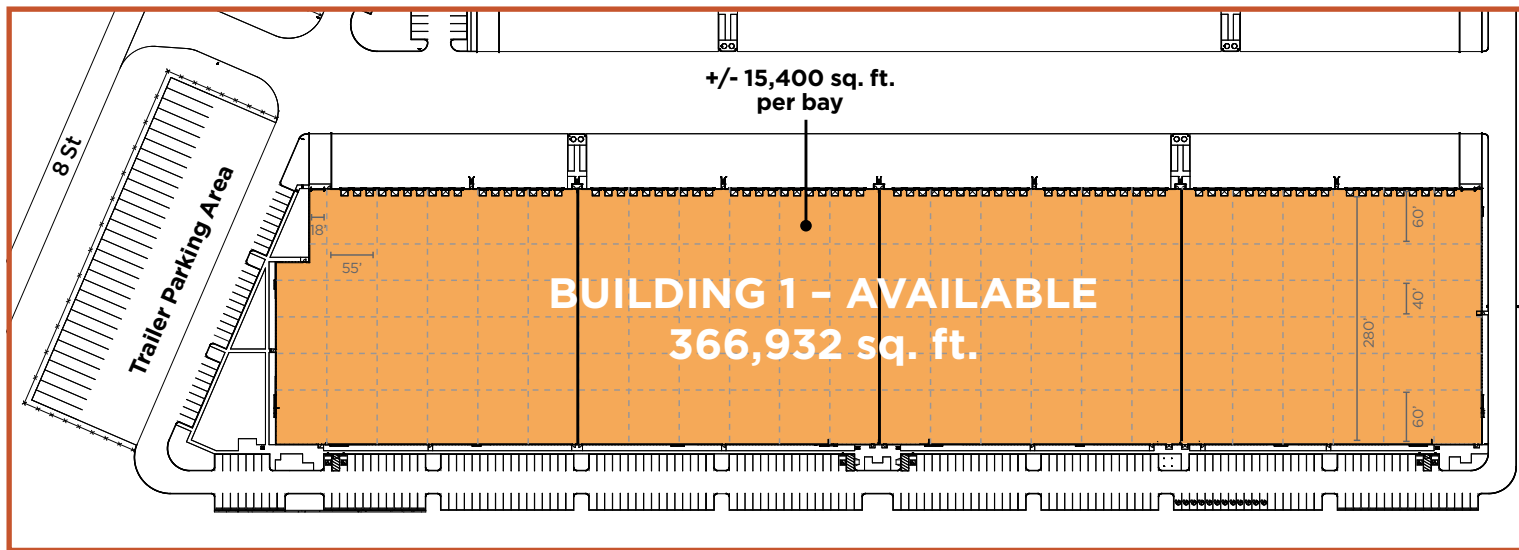 +/- 15,400 sq. ft.
per bay
8 St
Trailer Parking Area
18'
55'
60'
BUILDING 1 – AVAILABLE
366,932 sq. ft.
40'
280'
60'